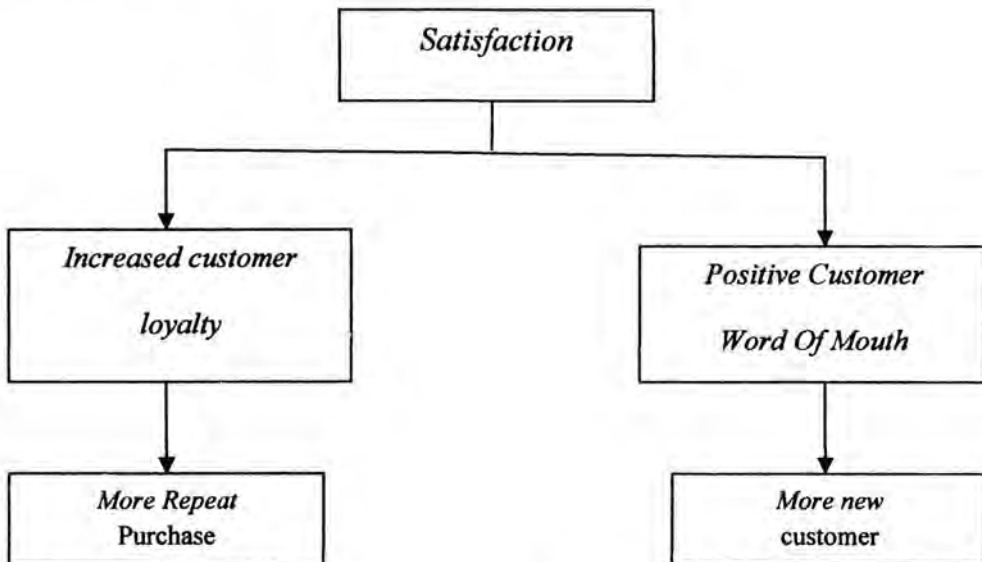 Satisfaction
Increased customer
loyalty
Positive Customer
Word Of Mouth
More Repeat
Purchase
More new
customer